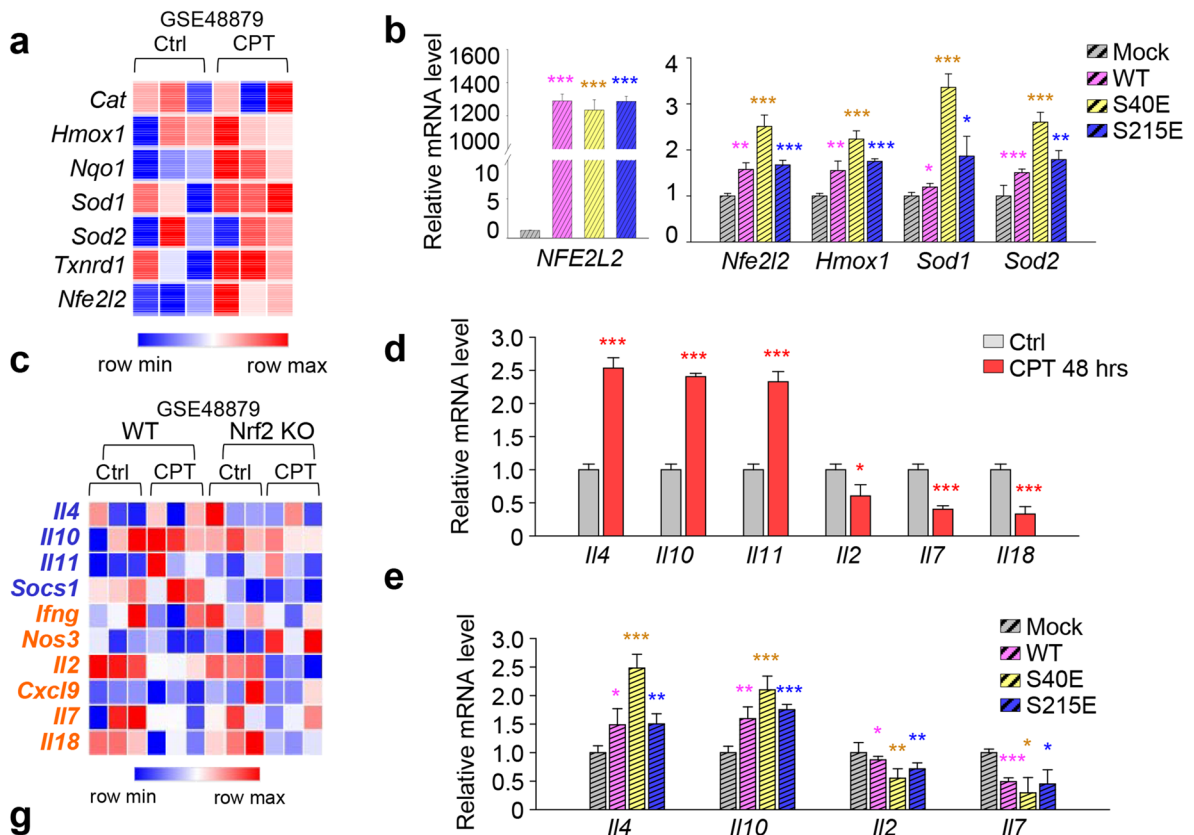 a
GSE48879
Ctrl CPT
Cat
Hmox1
Nqo1
Sod1
Sod2
Txnrd1
Nfe2l2
row min row max
b
Relative mRNA level
1600
1400
1200
1000
10
5
0
*** *** ***
NFE2L2
4
3
2
1
0
** *** ***
** *** ***
* *** *
*** *** **
Nfe2l2 Hmox1 Sod1 Sod2
Mock
WT
S40E
S215E
c
GSE48879
WT Nrf2 KO
Ctrl CPT Ctrl CPT
Il4
Il10
Il11
Socs1
Ifng
Nos3
Il2
Cxcl9
Il7
Il18
row min row max
d
Relative mRNA level
3.0
2.5
2.0
1.0
0.5
0
*** *** *** * *** ***
Il4 Il10 Il11 Il2 Il7 Il18
Ctrl
CPT 48 hrs
e
Relative mRNA level
3.0
2.5
2.0
1.5
1.0
0.5
0
* *** **
** *** ***
* ** **
*** * *
Il4 Il10 Il2 Il7
Mock
WT
S40E
S215E
g